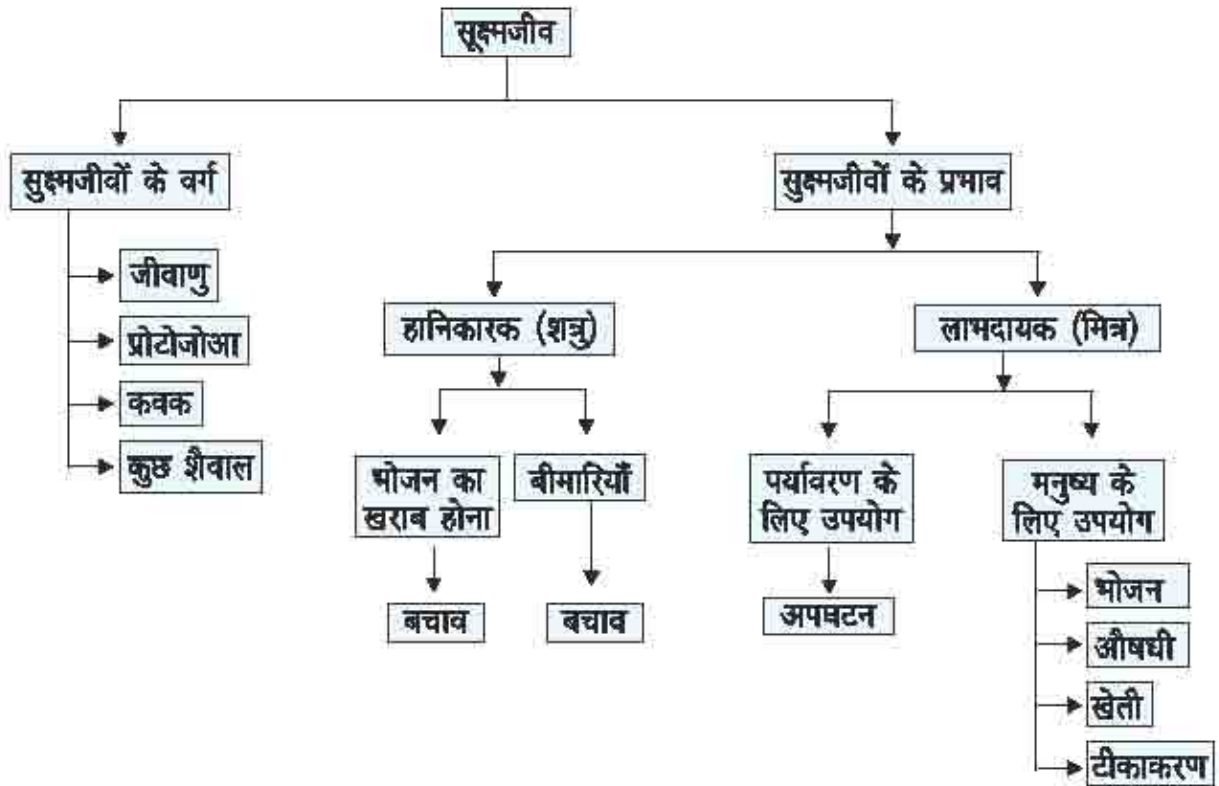 सूक्ष्मजीव
सुक्ष्मजीवों के वर्ग
जीवाणु
प्रोटोजोआ
कवक
कुछ शैवाल
सुक्ष्मजीवों के प्रभाव
हानिकारक (शत्रु)
भोजन का
खराब होना
बचाव
बीमारियाँ
बचाव
लाभदायक (मित्र)
पर्यावरण के
लिए उपयोग
अपघटन
मनुष्य के
लिए उपयोग
भोजन
औषधी
खेती
टीकाकरण